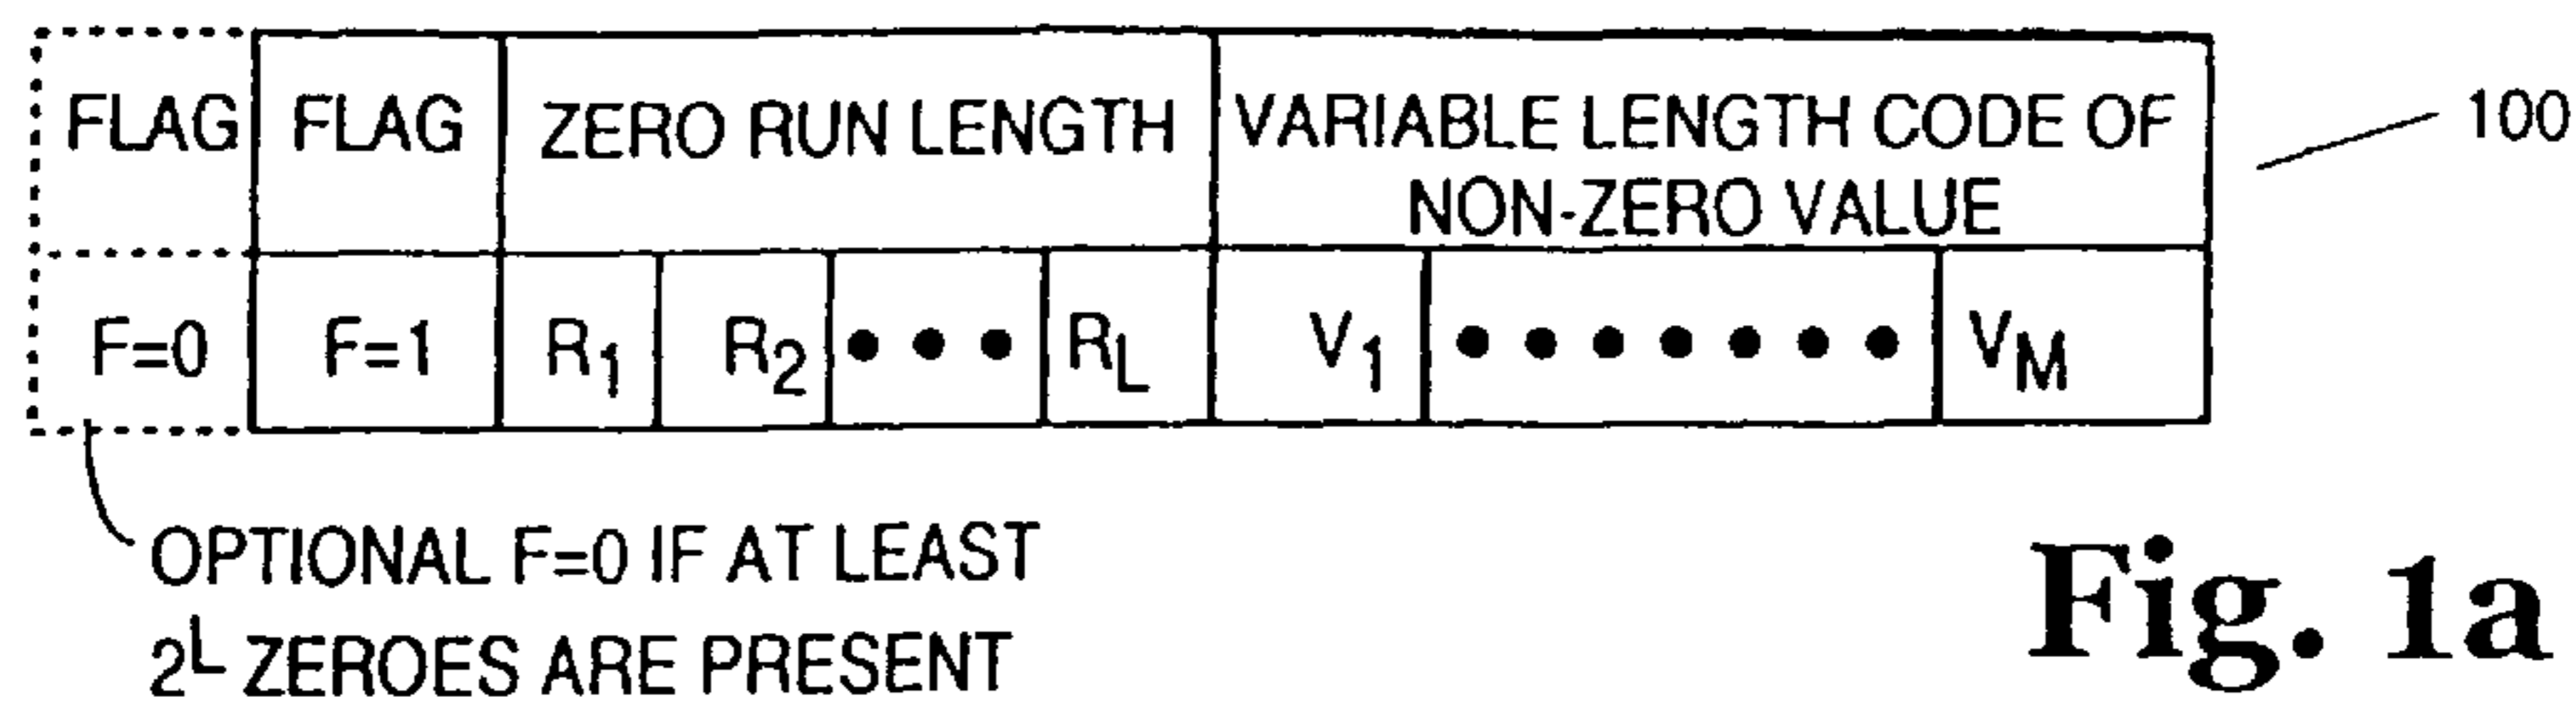 FLAG FLAG ZERO RUN LENGTH VARIABLE LENGTH CODE OF
NON-ZERO VALUE
100
F=0 F=1 R1 R2 ••• RL V1 ••••••• VM
OPTIONAL F=0 IF AT LEAST
2^L ZEROES ARE PRESENT
Fig. 1a